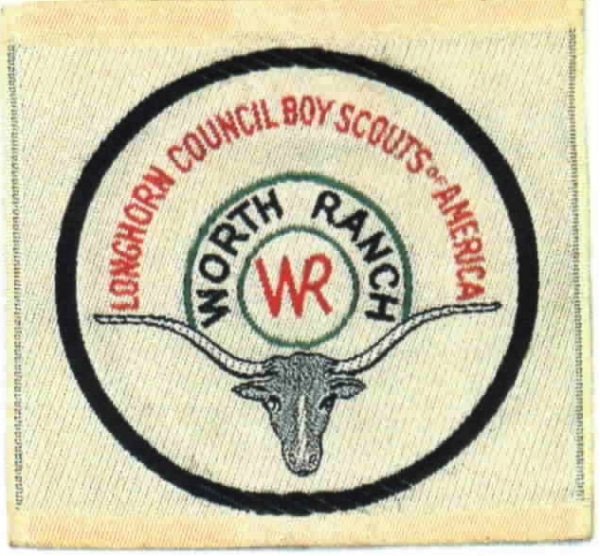 LONGHORN COUNCIL BOY SCOUTS OF AMERICA
WORTH RANCH
WR